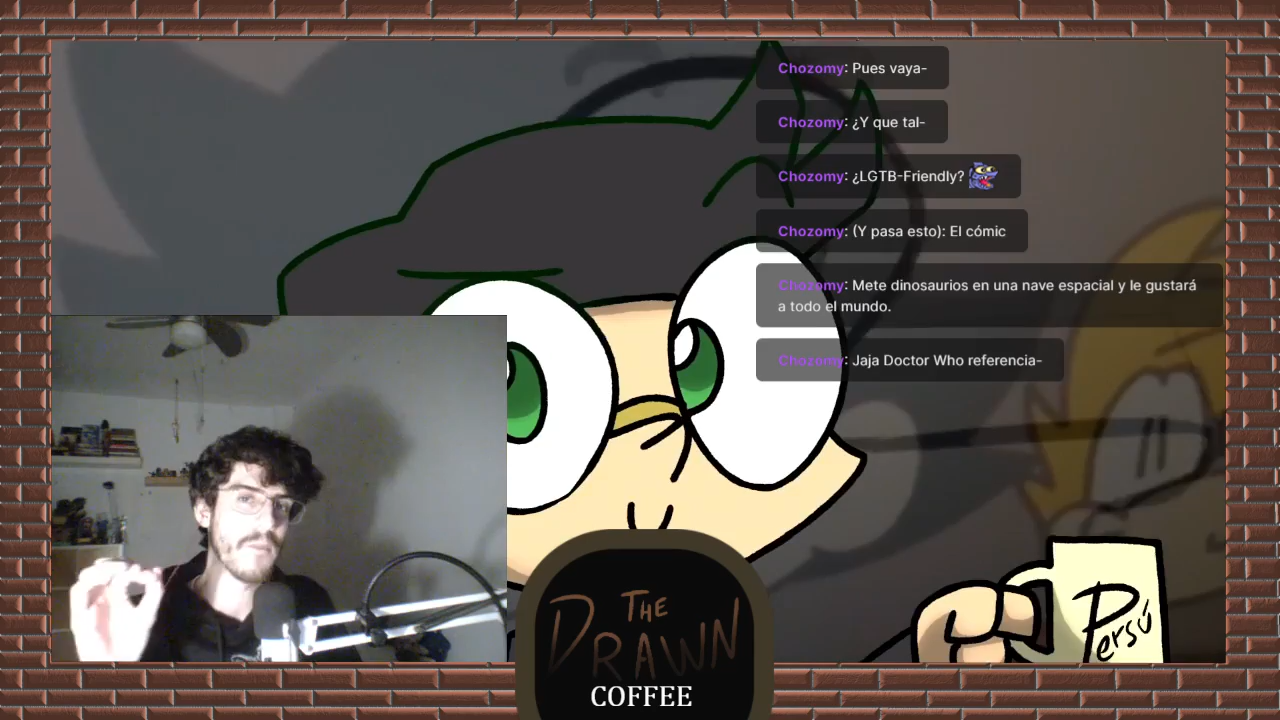 Chozomy: Pues vaya-
Chozomy: ¿Y que tal-
Chozomy: ¿LGTB-Friendly?
Chozomy: (Y pasa esto): El cómic
Chozomy: Mete dinosaurios en una nave espacial y le gustará
a todo el mundo.
Chozomy: Jaja Doctor Who referencia-
Persú
THE
DRAWN
COFFEE